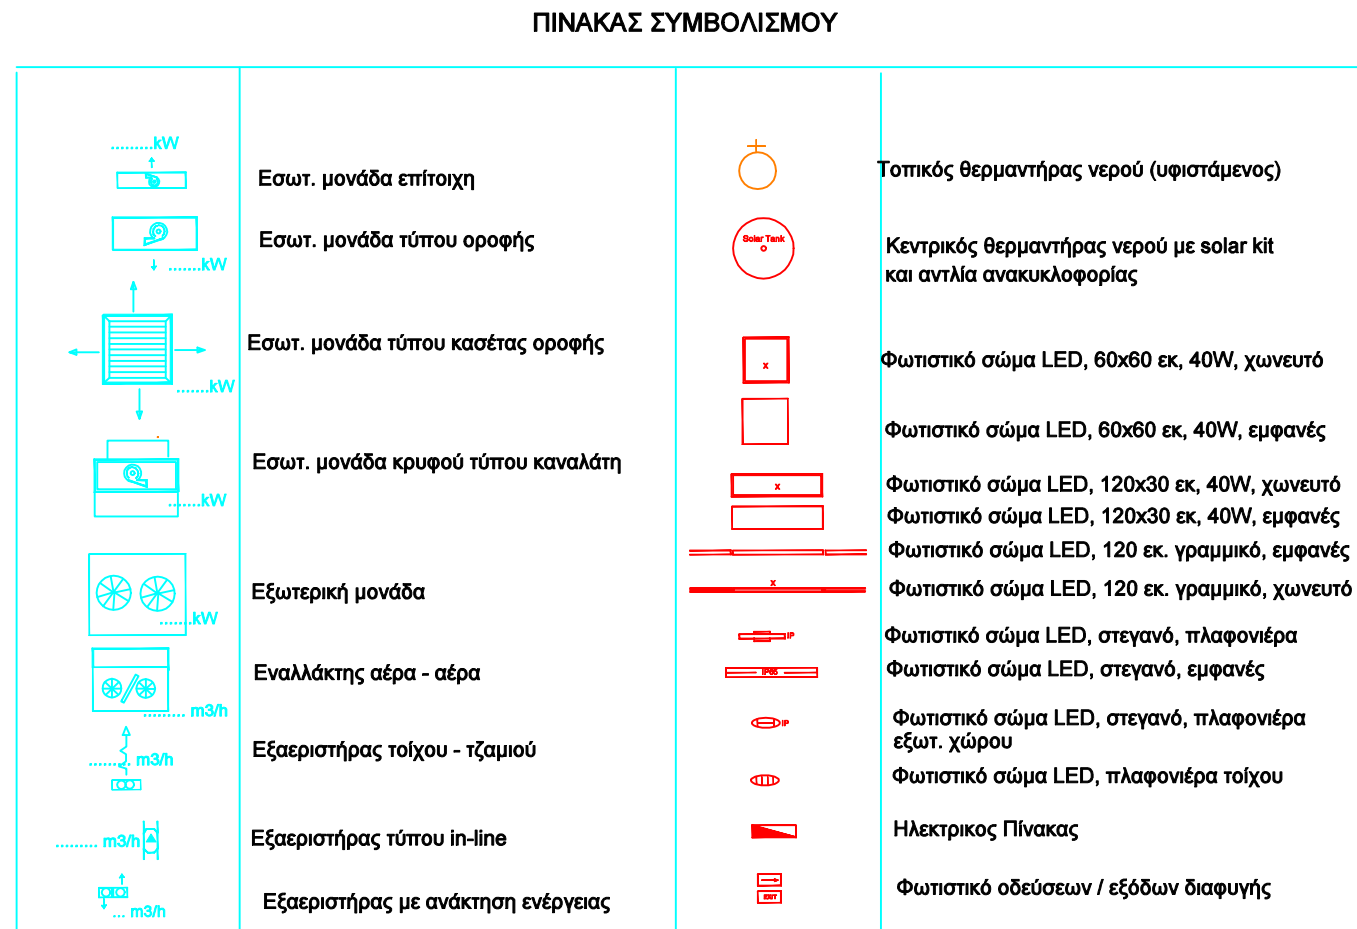 ΠΙΝΑΚΑΣ ΣΥΜΒΟΛΙΣΜΟΥ
.........kW
Εσωτ. μονάδα επίτοιχη
Εσωτ. μονάδα τύπου οροφής
.......kW
Εσωτ. μονάδα τύπου κασέτας οροφής
.......kW
Εσωτ. μονάδα κρυφού τύπου καναλάτη
.......kW
Εξωτερική μονάδα
.......kW
Εναλλάκτης αέρα - αέρα
......... m3/h
Εξαεριστήρας τοίχου - τζαμιού
......... m3/h
Εξαεριστήρας τύπου in-line
......... m3/h
Εξαεριστήρας με ανάκτηση ενέργειας
... m3/h
Τοπικός θερμαντήρας νερού (υφιστάμενος)
Solar Tank
Κεντρικός θερμαντήρας νερού με solar kit
και αντλία ανακυκλοφορίας
x
Φωτιστικό σώμα LED, 60x60 εκ, 40W, χωνευτό
Φωτιστικό σώμα LED, 60x60 εκ, 40W, εμφανές
x
Φωτιστικό σώμα LED, 120x30 εκ, 40W, χωνευτό
Φωτιστικό σώμα LED, 120x30 εκ, 40W, εμφανές
Φωτιστικό σώμα LED, 120 εκ. γραμμικό, εμφανές
x
Φωτιστικό σώμα LED, 120 εκ. γραμμικό, χωνευτό
IP
Φωτιστικό σώμα LED, στεγανό, πλαφονιέρα
IP65
Φωτιστικό σώμα LED, στεγανό, εμφανές
IP
Φωτιστικό σώμα LED, στεγανό, πλαφονιέρα
εξωτ. χώρου
Φωτιστικό σώμα LED, πλαφονιέρα τοίχου
Ηλεκτρικος Πίνακας
Φωτιστικό οδεύσεων / εξόδων διαφυγής
EXIT